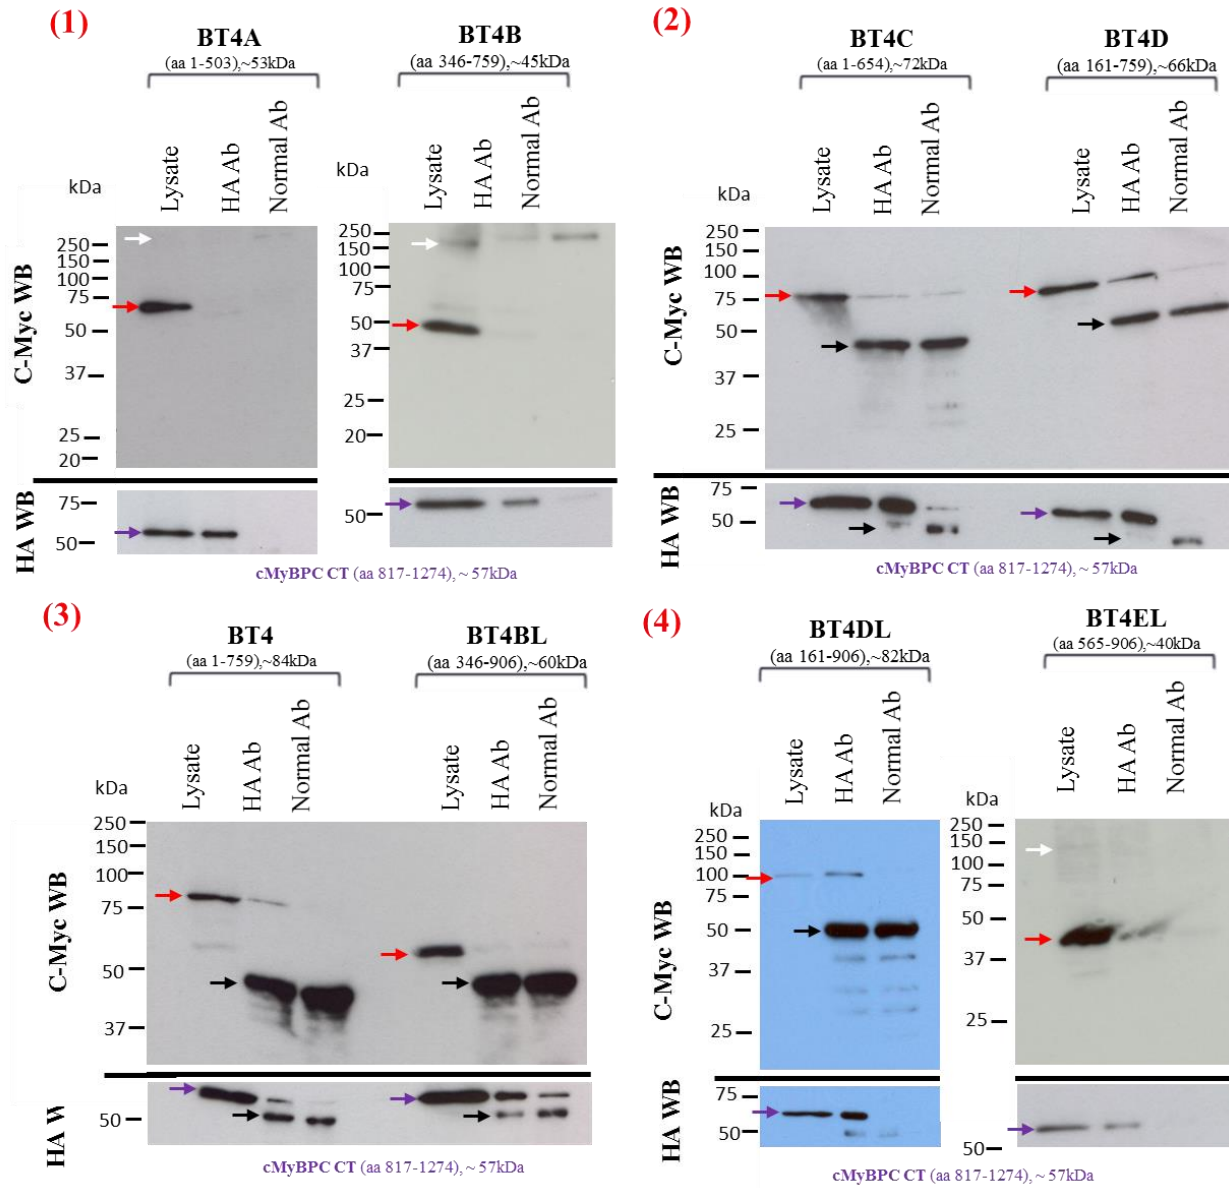 (1)
BT4A
(aa 1-503),~53kDa
BT4B
(aa 346-759),~45kDa
kDa
Lysate
HA Ab
Normal Ab
kDa
Lysate
HA Ab
Normal Ab
C-Myc WB
250
150
100
75
50
37
25
20
250
150
100
75
50
37
25
20
HA WB
75
50
50
cMyBPC CT (aa 817-1274), ~ 57kDa
(2)
BT4C
(aa 1-654),~72kDa
BT4D
(aa 161-759),~66kDa
kDa
Lysate
HA Ab
Normal Ab
Lysate
HA Ab
Normal Ab
C-Myc WB
250
150
100
75
50
37
25
HA WB
75
50
cMyBPC CT (aa 817-1274), ~ 57kDa
(3)
BT4
(aa 1-759),~84kDa
BT4BL
(aa 346-906),~60kDa
kDa
Lysate
HA Ab
Normal Ab
Lysate
HA Ab
Normal Ab
C-Myc WB
250
150
100
75
50
37
HA W
50
cMyBPC CT (aa 817-1274), ~ 57kDa
(4)
BT4DL
(aa 161-906),~82kDa
BT4EL
(aa 565-906),~40kDa
kDa
Lysate
HA Ab
Normal Ab
kDa
Lysate
HA Ab
Normal Ab
C-Myc WB
250
150
100
75
50
37
25
250
150
100
75
50
37
25
HA WB
75
50
50
cMyBPC CT (aa 817-1274), ~ 57kDa